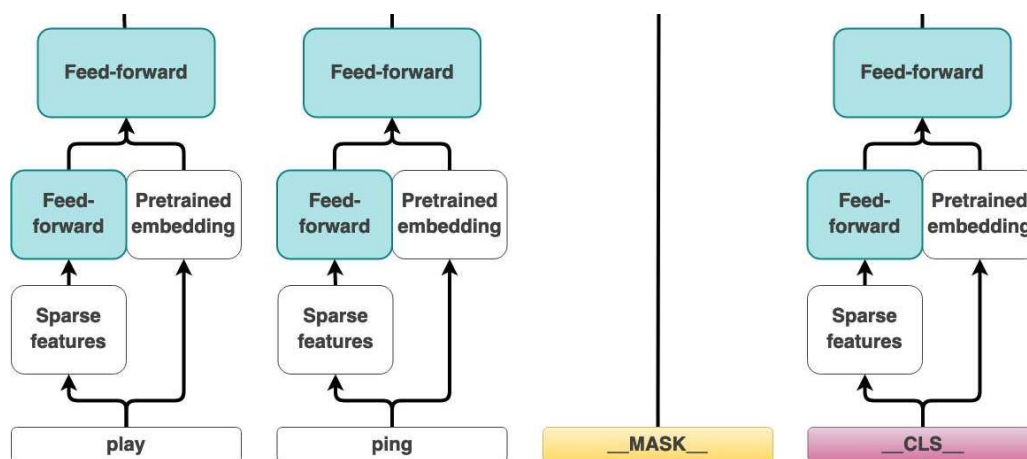 Feed-forward
Feed-forward
Feed-forward
Feed-
forward
Pretrained
embedding
Feed-
forward
Pretrained
embedding
Feed-
forward
Pretrained
embedding
Sparse
features
Sparse
features
Sparse
features
play
ping
__MASK__
__CLS__